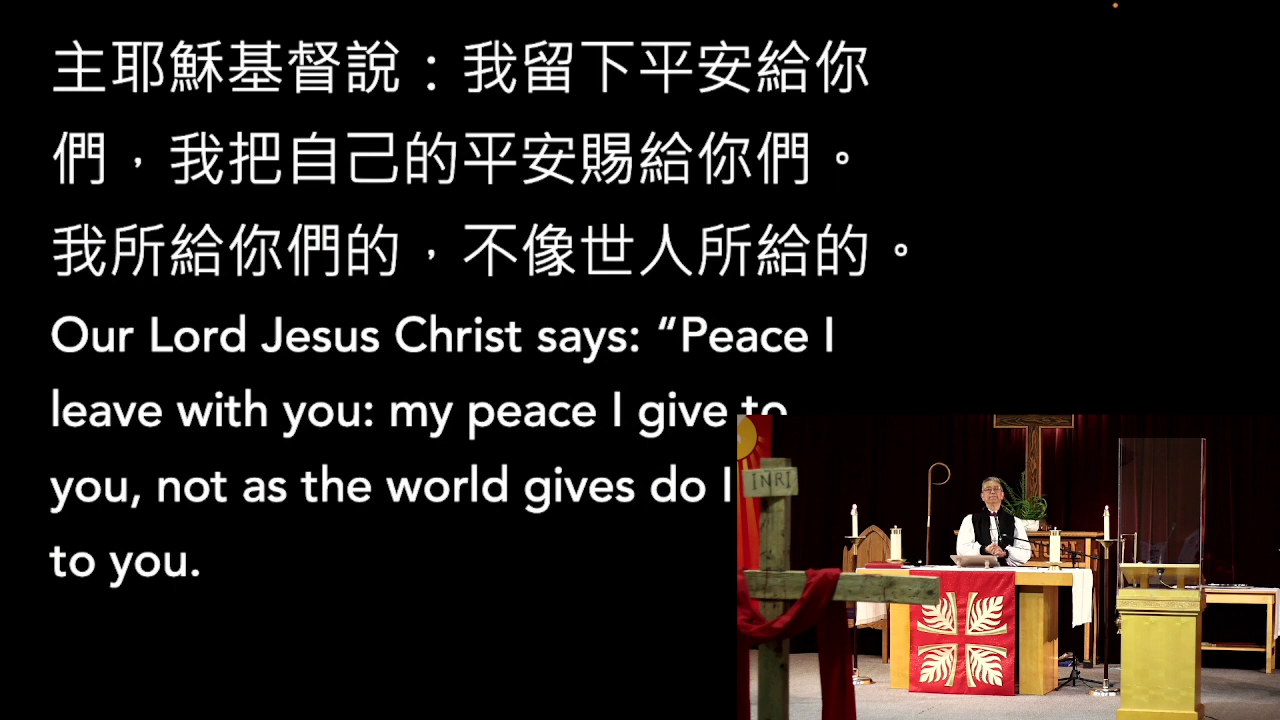 主耶穌基督說：我留下平安給你
們，我把自己的平安賜給你們。
我所給你們的，不像世人所給的。
Our Lord Jesus Christ says: “Peace I
leave with you: my peace I give to
you, not as the world gives do I
to you.
INRI